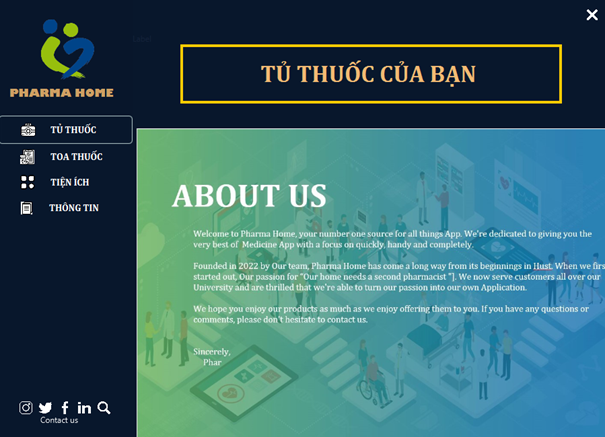 PHARMA HOME
TỦ THUỐC
TOA THUỐC
TIỆN ÍCH
THÔNG TIN
Contact us
TỦ THUỐC CỦA BẠN
ABOUT US
Welcome to Pharma Home, your number one source for all things App. We're dedicated to giving you the
very best of Medicine App with a focus on quickly, handy and completely.
Founded in 2022 by Our team, Pharma Home has come a long way from its beginnings in Hust. When we firs
started out, Our passion for "Our home needs a second pharmacist "]. We now serve customers all over our
University and are thrilled that we're able to turn our passion into our own Application.
We hope you enjoy our products as much as we enjoy offering them to you. If you have any questions or
comments, please don't hesitate to contact us.
Sincerely,
Phar